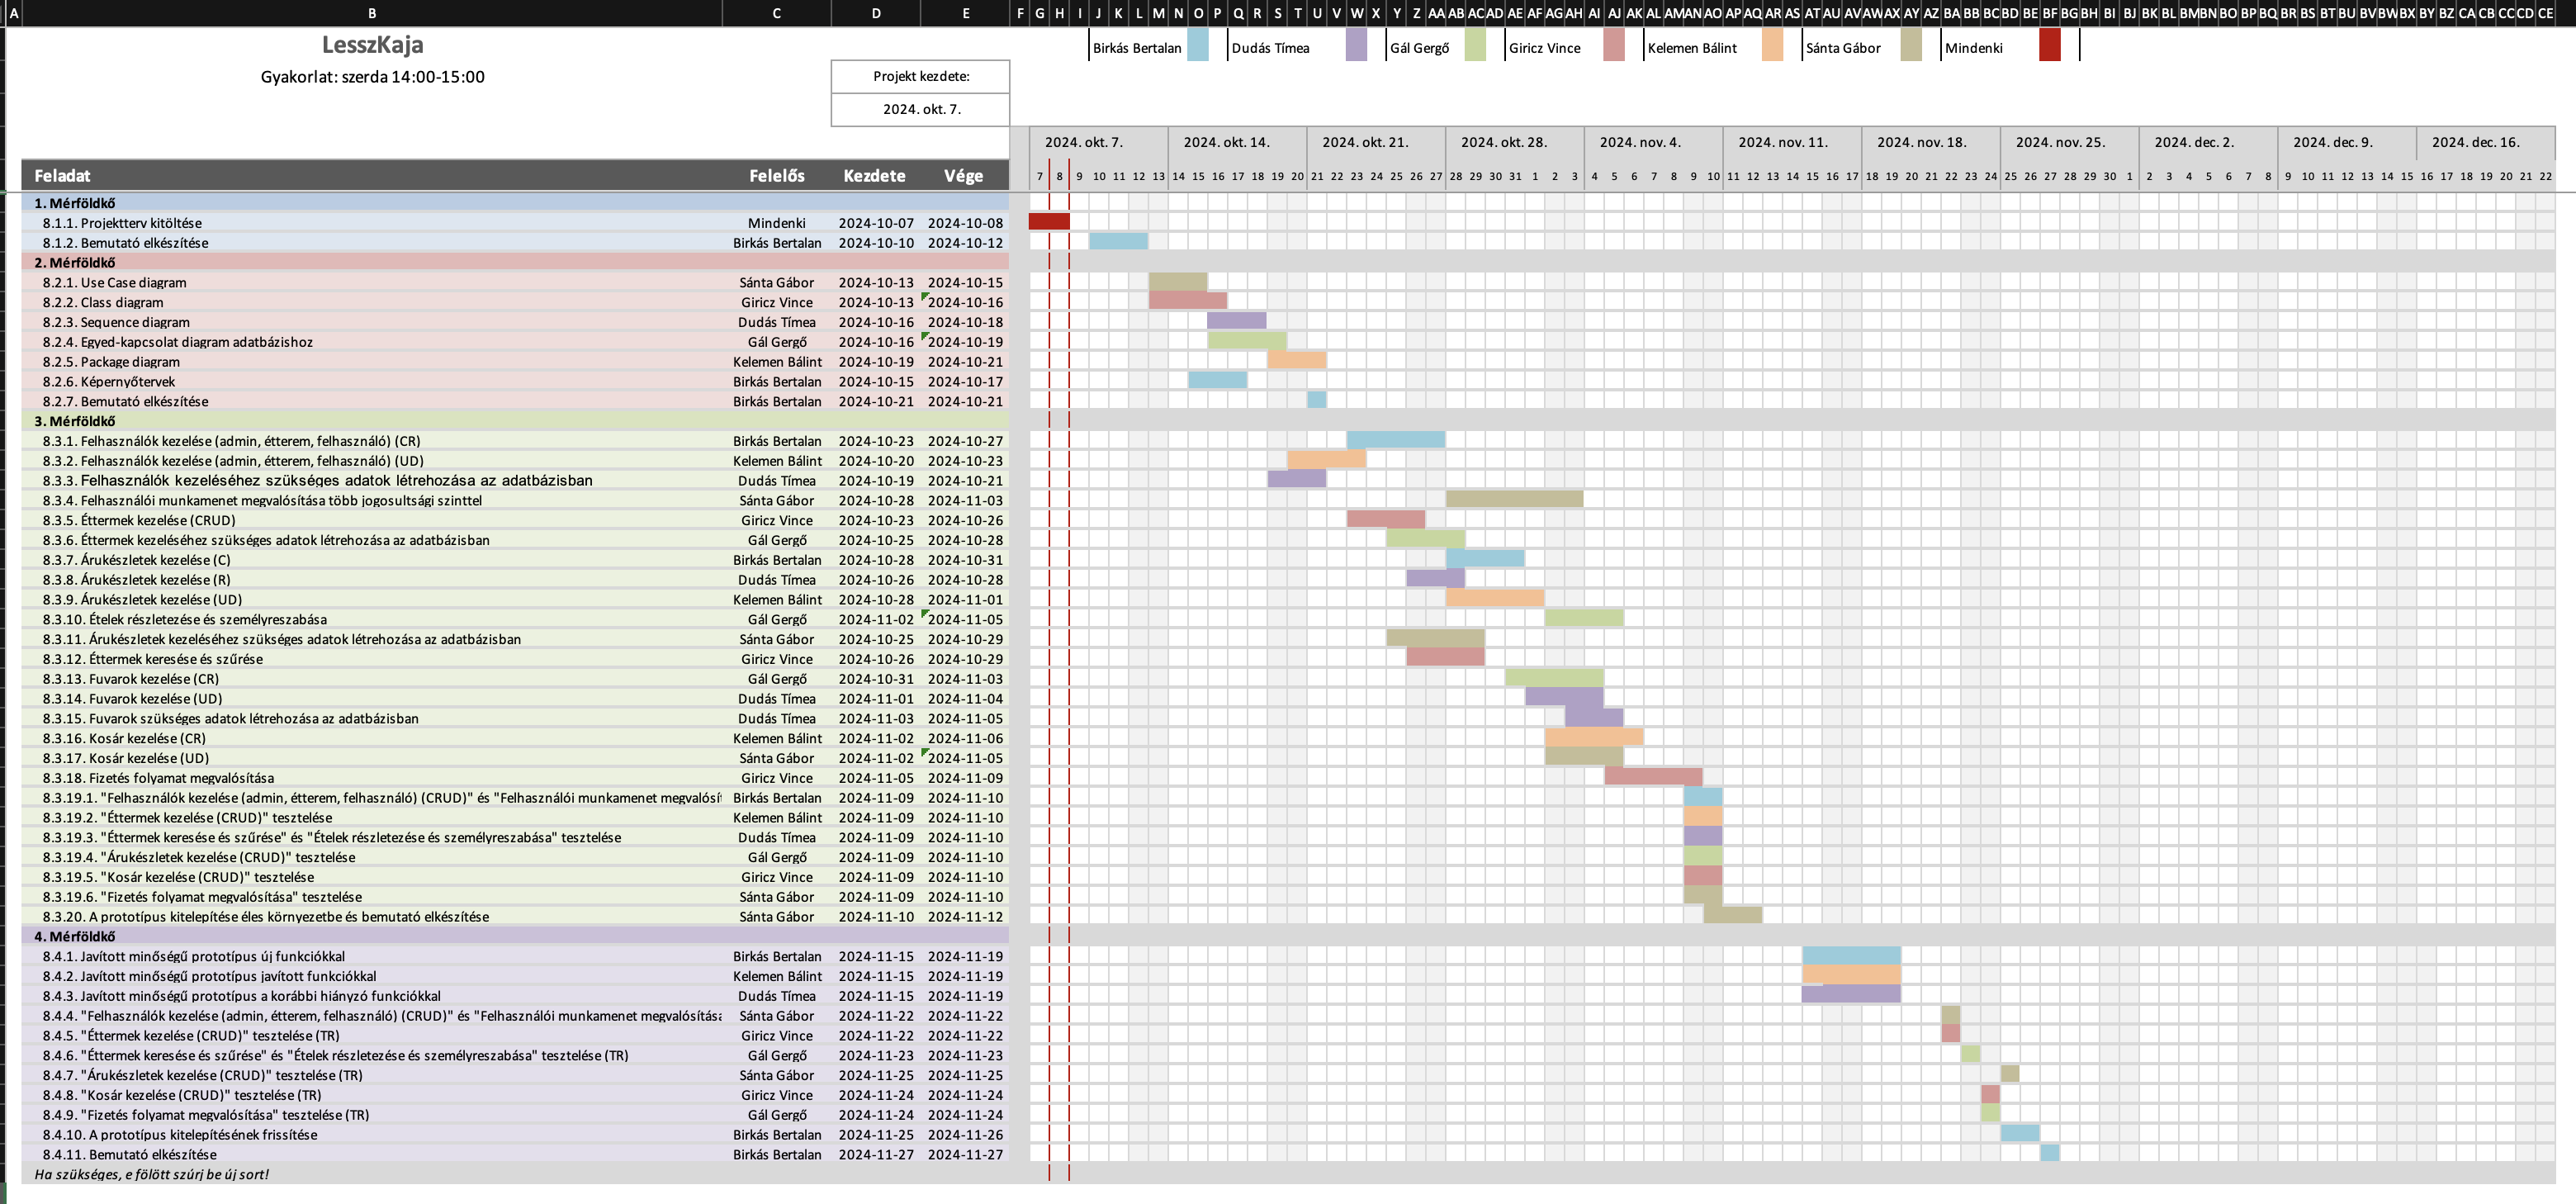 A B C D E F G H I J K L M N O P Q R S T U V W X Y Z AA AB AC AD AE AF AG AH AI AJ AK AL AM AN AO AP AQ AR AS AT AU AV AW AX AY AZ BA BB BC BD BE BF BG BH BI BJ BK BL BM BN BO BP BQ BR BS BT BU BV BW BX BY BZ CA CB CC CD CE
LesszKaja
Birkás Bertalan Dudás Tímea Gál Gergő Giricz Vince Kelemen Bálint Sánta Gábor Mindenki
Gyakorlat: szerda 14:00-15:00
Projekt kezdete:
2024. okt. 7.
2024. okt. 7. 2024. okt. 14. 2024. okt. 21. 2024. okt. 28. 2024. nov. 4. 2024. nov. 11. 2024. nov. 18. 2024. nov. 25. 2024. dec. 2. 2024. dec. 9. 2024. dec. 16.
Feladat Felelős Kezdete Vége 7 8 9 10 11 12 13 14 15 16 17 18 19 20 21 22 23 24 25 26 27 28 29 30 31 1 2 3 4 5 6 7 8 9 10 11 12 13 14 15 16 17 18 19 20 21 22 23 24 25 26 27 28 29 30 1 2 3 4 5 6 7 8 9 10 11 12 13 14 15 16 17 18 19 20 21 22
1. Mérföldkő
8.1.1. Projektterv kitöltése Mindenki 2024-10-07 2024-10-08
8.1.2. Bemutató elkészítése Birkás Bertalan 2024-10-10 2024-10-12
2. Mérföldkő
8.2.1. Use Case diagram Sánta Gábor 2024-10-13 2024-10-15
8.2.2. Class diagram Giricz Vince 2024-10-13 2024-10-16
8.2.3. Sequence diagram Dudás Tímea 2024-10-16 2024-10-18
8.2.4. Egyed-kapcsolat diagram adatbázishoz Gál Gergő 2024-10-16 2024-10-19
8.2.5. Package diagram Kelemen Bálint 2024-10-19 2024-10-21
8.2.6. Képernyőtervek Birkás Bertalan 2024-10-15 2024-10-17
8.2.7. Bemutató elkészítése Birkás Bertalan 2024-10-21 2024-10-21
3. Mérföldkő
8.3.1. Felhasználók kezelése (admin, étterem, felhasználó) (CR) Birkás Bertalan 2024-10-23 2024-10-27
8.3.2. Felhasználók kezelése (admin, étterem, felhasználó) (UD) Kelemen Bálint 2024-10-20 2024-10-23
8.3.3. Felhasználók kezeléséhez szükséges adatok létrehozása az adatbázisban Dudás Tímea 2024-10-19 2024-10-21
8.3.4. Felhasználói munkamenet megvalósítása több jogosultsági szinttel Sánta Gábor 2024-10-28 2024-11-03
8.3.5. Éttermek kezelése (CRUD) Giricz Vince 2024-10-23 2024-10-26
8.3.6. Éttermek kezeléséhez szükséges adatok létrehozása az adatbázisban Gál Gergő 2024-10-25 2024-10-28
8.3.7. Árukészletek kezelése (C) Birkás Bertalan 2024-10-28 2024-10-31
8.3.8. Árukészletek kezelése (R) Dudás Tímea 2024-10-26 2024-10-28
8.3.9. Árukészletek kezelése (UD) Kelemen Bálint 2024-10-28 2024-11-01
8.3.10. Ételek részletezése és személyreszabása Gál Gergő 2024-11-02 2024-11-05
8.3.11. Árukészletek kezeléséhez szükséges adatok létrehozása az adatbázisban Sánta Gábor 2024-10-25 2024-10-29
8.3.12. Éttermek keresése és szűrése Giricz Vince 2024-10-26 2024-10-29
8.3.13. Fuvarok kezelése (CR) Gál Gergő 2024-10-31 2024-11-03
8.3.14. Fuvarok kezelése (UD) Dudás Tímea 2024-11-01 2024-11-04
8.3.15. Fuvarok szükséges adatok létrehozása az adatbázisban Dudás Tímea 2024-11-03 2024-11-05
8.3.16. Kosár kezelése (CR) Kelemen Bálint 2024-11-02 2024-11-06
8.3.17. Kosár kezelése (UD) Sánta Gábor 2024-11-02 2024-11-05
8.3.18. Fizetés folyamat megvalósítása Giricz Vince 2024-11-05 2024-11-09
8.3.19.1. "Felhasználók kezelése (admin, étterem, felhasználó) (CRUD)" és "Felhasználói munkamenet megvalósít Birkás Bertalan 2024-11-09 2024-11-10
8.3.19.2. "Éttermek kezelése (CRUD)" tesztelése Kelemen Bálint 2024-11-09 2024-11-10
8.3.19.3. "Éttermek keresése és szűrése" és "Ételek részletezése és személyreszabása" tesztelése Dudás Tímea 2024-11-09 2024-11-10
8.3.19.4. "Árukészletek kezelése (CRUD)" tesztelése Gál Gergő 2024-11-09 2024-11-10
8.3.19.5. "Kosár kezelése (CRUD)" tesztelése Giricz Vince 2024-11-09 2024-11-10
8.3.19.6. "Fizetés folyamat megvalósítása" tesztelése Sánta Gábor 2024-11-09 2024-11-10
8.3.20. A prototípus kitelepítése éles környezetbe és bemutató elkészítése Sánta Gábor 2024-11-10 2024-11-12
4. Mérföldkő
8.4.1. Javított minőségű prototípus új funkciókkal Birkás Bertalan 2024-11-15 2024-11-19
8.4.2. Javított minőségű prototípus javított funkciókkal Kelemen Bálint 2024-11-15 2024-11-19
8.4.3. Javított minőségű prototípus a korábbi hiányzó funkciókkal Dudás Tímea 2024-11-15 2024-11-19
8.4.4. "Felhasználók kezelése (admin, étterem, felhasználó) (CRUD)" és "Felhasználói munkamenet megvalósítása Sánta Gábor 2024-11-22 2024-11-22
8.4.5. "Éttermek kezelése (CRUD)" tesztelése (TR) Giricz Vince 2024-11-22 2024-11-22
8.4.6. "Éttermek keresése és szűrése" és "Ételek részletezése és személyreszabása" tesztelése (TR) Gál Gergő 2024-11-23 2024-11-23
8.4.7. "Árukészletek kezelése (CRUD)" tesztelése (TR) Sánta Gábor 2024-11-25 2024-11-25
8.4.8. "Kosár kezelése (CRUD)" tesztelése (TR) Giricz Vince 2024-11-24 2024-11-24
8.4.9. "Fizetés folyamat megvalósítása" tesztelése (TR) Gál Gergő 2024-11-24 2024-11-24
8.4.10. A prototípus kitelepítésének frissítése Birkás Bertalan 2024-11-25 2024-11-26
8.4.11. Bemutató elkészítése Birkás Bertalan 2024-11-27 2024-11-27
Ha szükséges, e fölött szúrj be új sort!